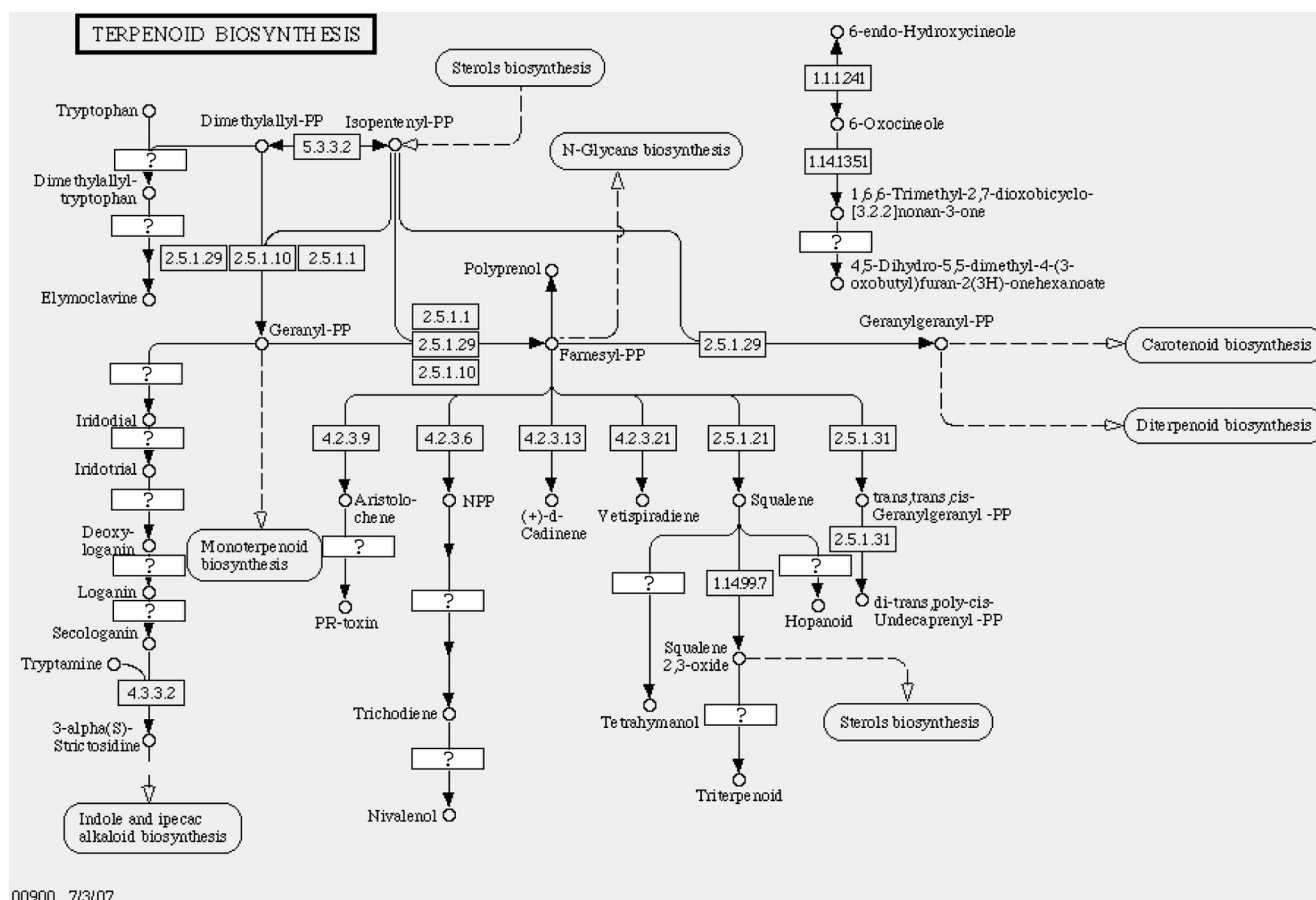 TERPENOID BIOSYNTHESIS
6-endo-Hydroxycineole
Sterols biosynthesis
1.1.1.241
Tryptophan
Dimethylallyl-PP
Isopentenyl-PP
6-Oxocineole
5.3.3.2
N-Glycans biosynthesis
?
1.14.13.51
Dimethylallyl-
tryptophan
1,6,6-Trimethyl-2,7-dioxobicyclo-
[3.2.2]nonan-3-one
?
?
2.5.1.29
2.5.1.10
2.5.1.1
Polyprenol
4,5-Dihydro-5,5-dimethyl-4-(3-
oxobutyl)furan-2(3H)-onehexanoate
Elymoclavine
2.5.1.1
Geranyl-PP
Geranylgeranyl-PP
2.5.1.29
Farnesyl-PP
2.5.1.29
Carotenoid biosynthesis
2.5.1.10
?
Iridodial
Diterpenoid biosynthesis
?
4.2.3.9
4.2.3.6
4.2.3.13
4.2.3.21
2.5.1.21
2.5.1.31
Iridotrial
?
Aristolo-
chene
NPP
(+)-d-
Cadinene
Vetispiradiene
Squalene
trans,trans,cis-
Geranylgeranyl -PP
Deoxy-
loganin
?
2.5.1.31
Monoterpenoid
biosynthesis
?
?
1.14.99.7
?
Loganin
?
?
PR-toxin
Hopanoid
di-trans,poly-cis-
Undecaprenyl -PP
Secologanin
Squalene
2,3-oxide
Tryptamine
4.3.3.2
Trichodiene
Tetrahymanol
?
Sterols biosynthesis
3-alpha(S)-
Strictosidine
?
Triterpenoid
Nivalenol
Indole and ipecac
alkaloid biosynthesis
00900 7/3/07